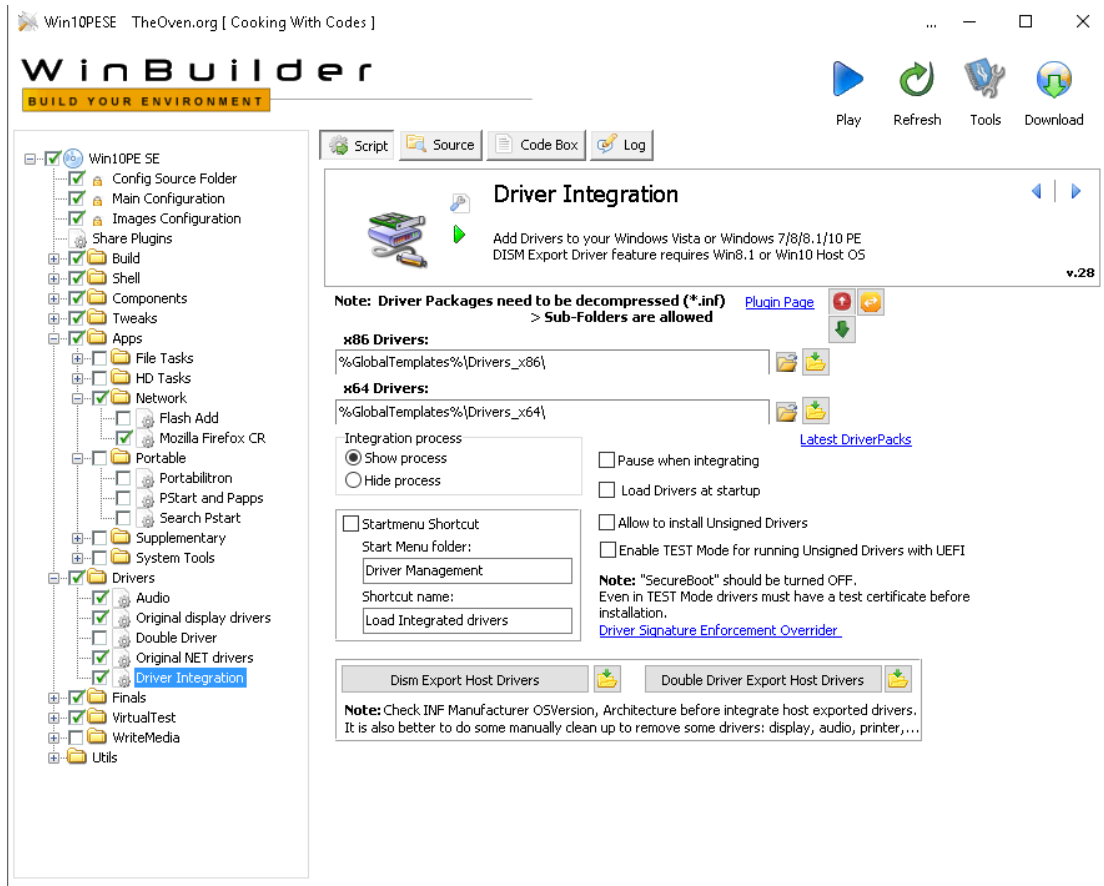 Win10PESE TheOven.org [ Cooking With Codes ]
...
WinBuilder
BUILD YOUR ENVIRONMENT
Play Refresh Tools Download
Script Source Code Box Log
Win10PE SE
Config Source Folder
Main Configuration
Images Configuration
Share Plugins
Build
Shell
Components
Tweaks
Apps
File Tasks
HD Tasks
Network
Flash Add
Mozilla Firefox CR
Portable
Portabilitron
PStart and Papps
Search Pstart
Supplementary
System Tools
Drivers
Audio
Original display drivers
Double Driver
Original NET drivers
Driver Integration
Finals
VirtualTest
WriteMedia
Utils
Driver Integration
Add Drivers to your Windows Vista or Windows 7/8/8.1/10 PE
DISM Export Driver feature requires Win8.1 or Win10 Host OS
v.28
Note: Driver Packages need to be decompressed (*.inf) Plugin Page
> Sub-Folders are allowed
x86 Drivers:
%GlobalTemplates%\Drivers_x86\
x64 Drivers:
%GlobalTemplates%\Drivers_x64\
Latest DriverPacks
Integration process
Show process
Hide process
Pause when integrating
Load Drivers at startup
Startmenu Shortcut
Start Menu folder:
Driver Management
Shortcut name:
Load Integrated drivers
Allow to install Unsigned Drivers
Enable TEST Mode for running Unsigned Drivers with UEFI
Note: "SecureBoot" should be turned OFF.
Even in TEST Mode drivers must have a test certificate before
installation.
Driver Signature Enforcement Overrider
Dism Export Host Drivers Double Driver Export Host Drivers
Note: Check INF Manufacturer OSVersion, Architecture before integrate host exported drivers.
It is also better to do some manually clean up to remove some drivers: display, audio, printer,...